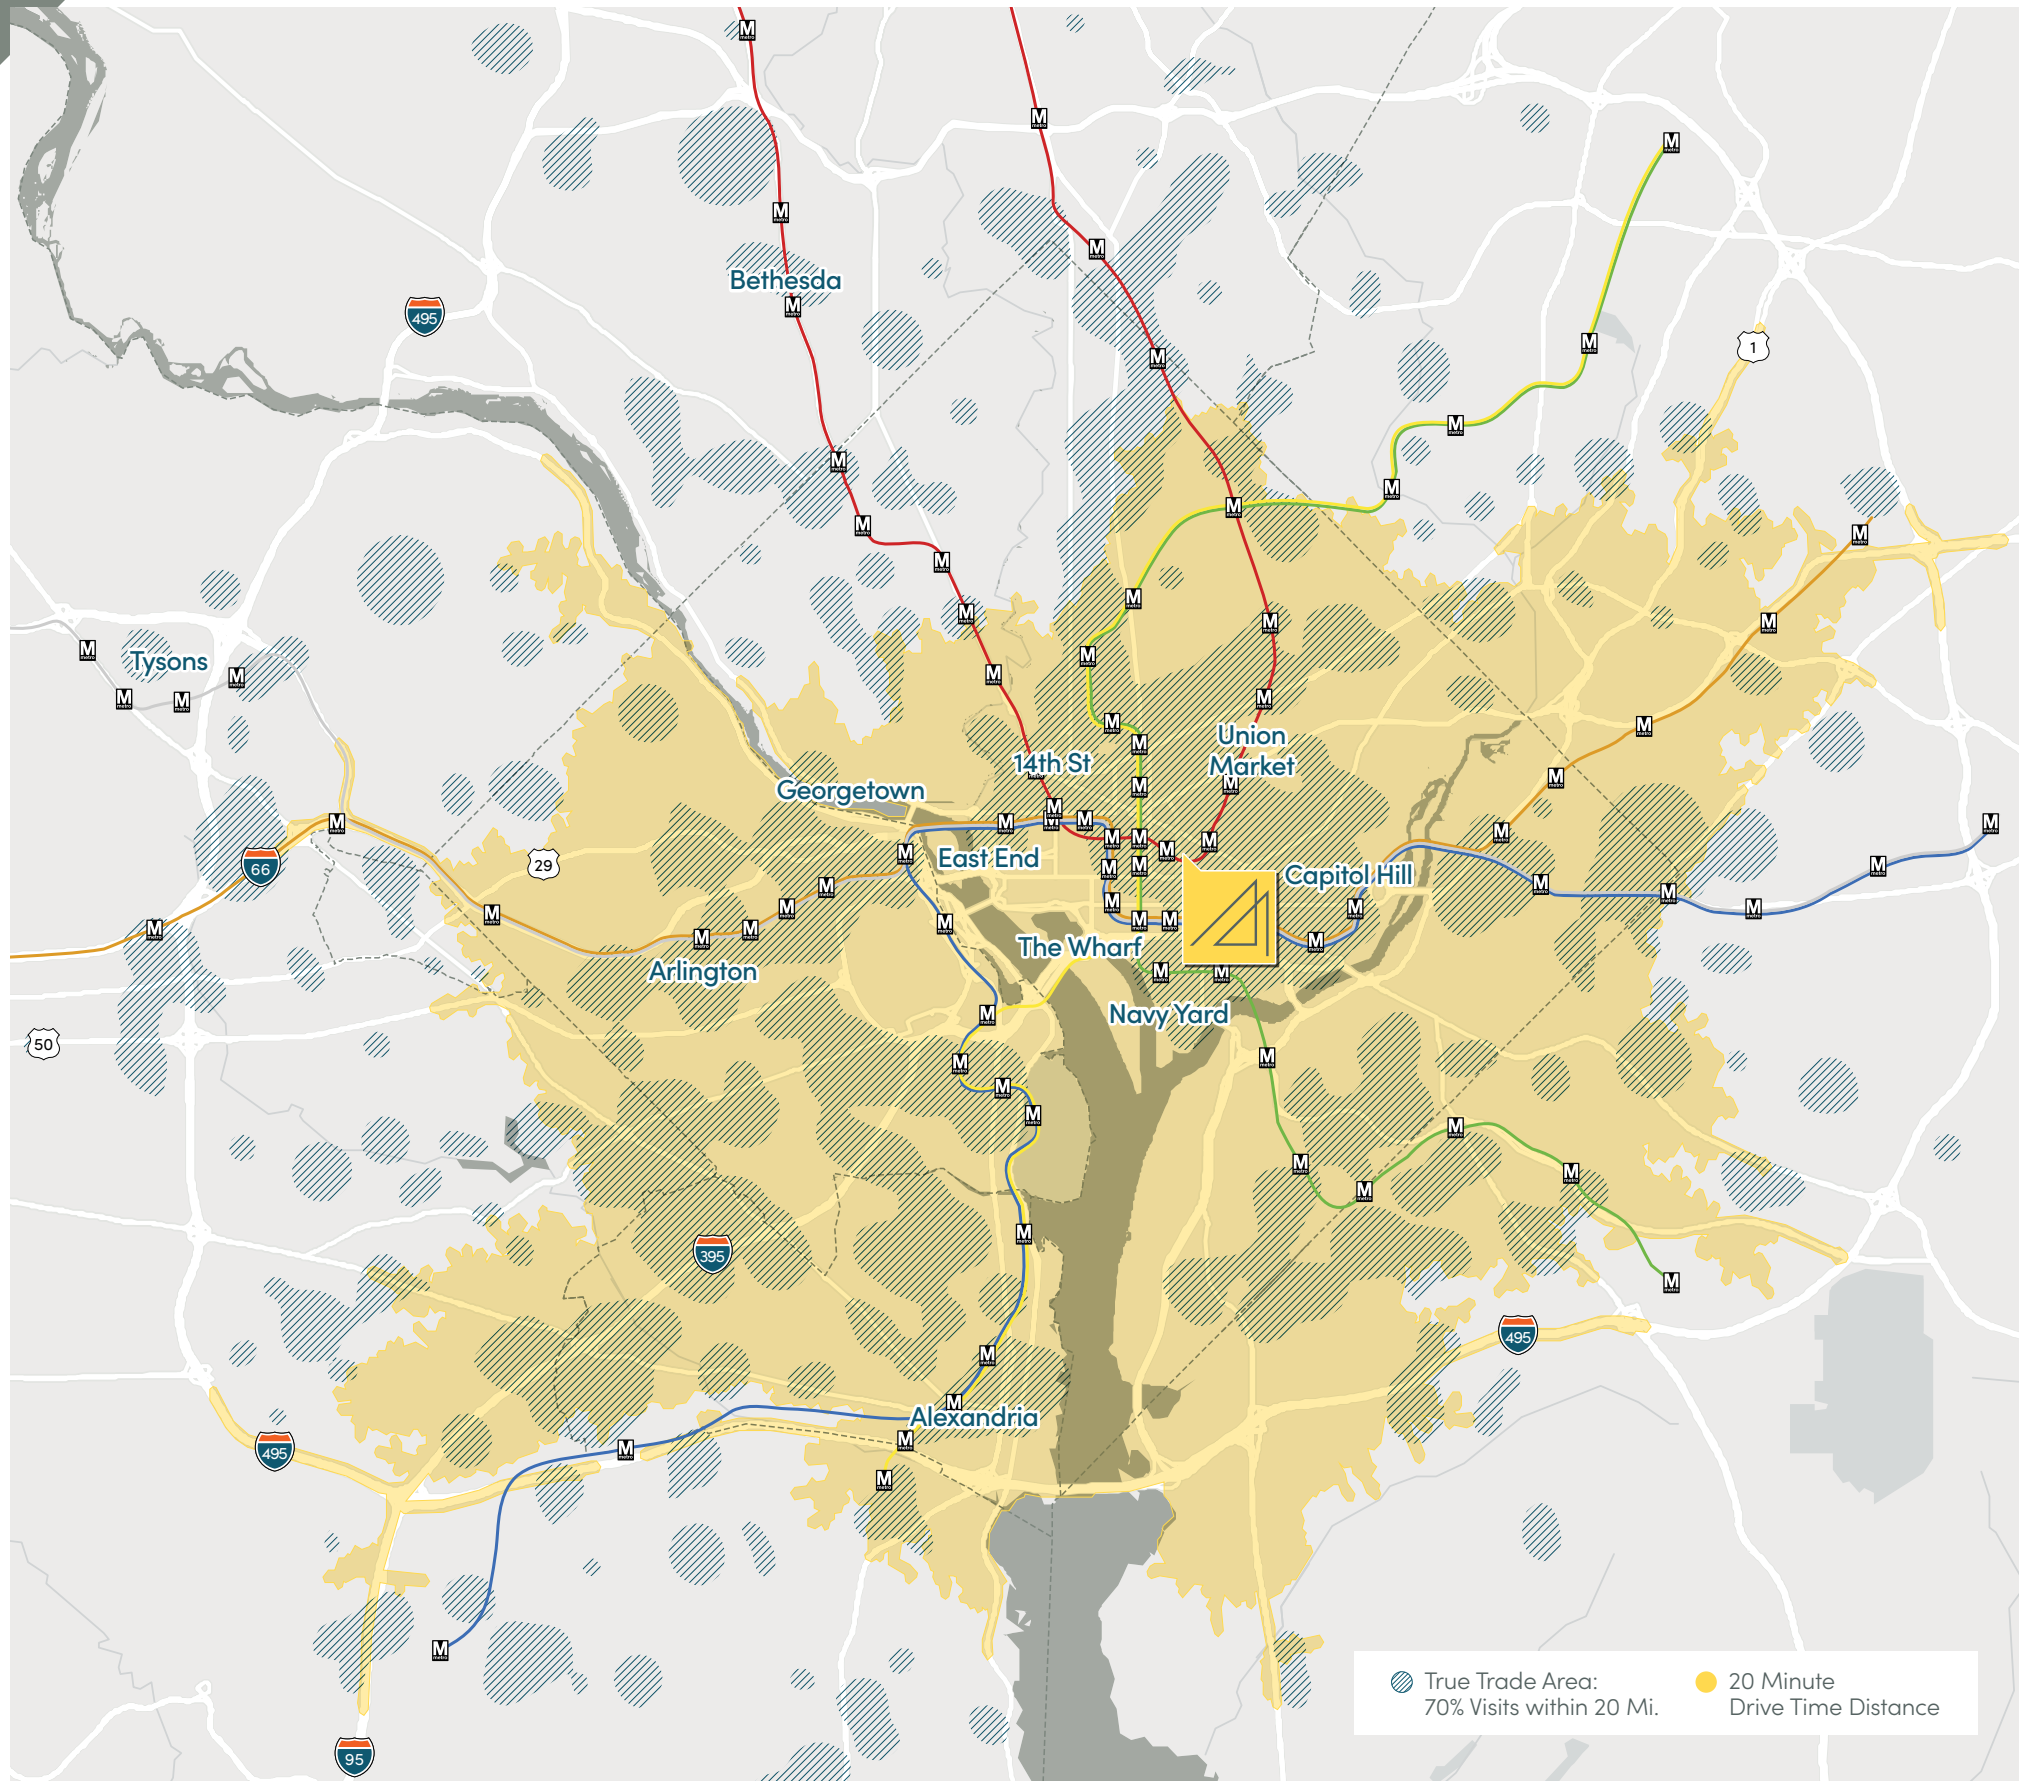 Bethesda
495
1
Tysons
Union
Market
14th St
Georgetown
66
29
East End
Capitol Hill
The Wharf
Arlington
Navy Yard
50
395
495
Alexandria
495
True Trade Area:
70% Visits within 20 Mi.
20 Minute
Drive Time Distance
95
M
metro